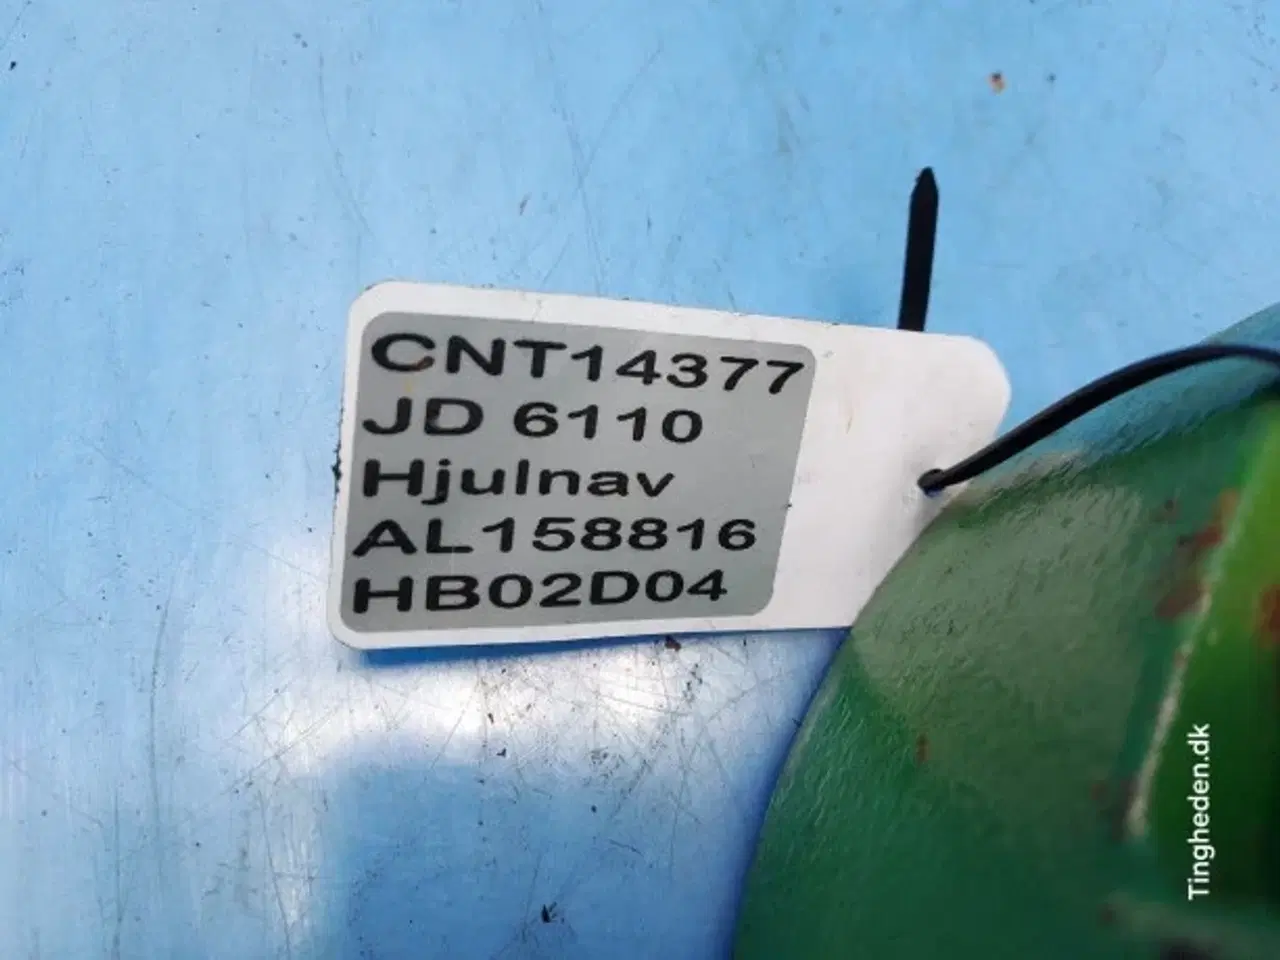 CNT14377
JD 6110
Hjulnav
AL158816
HB02D04
Tingheden.dk